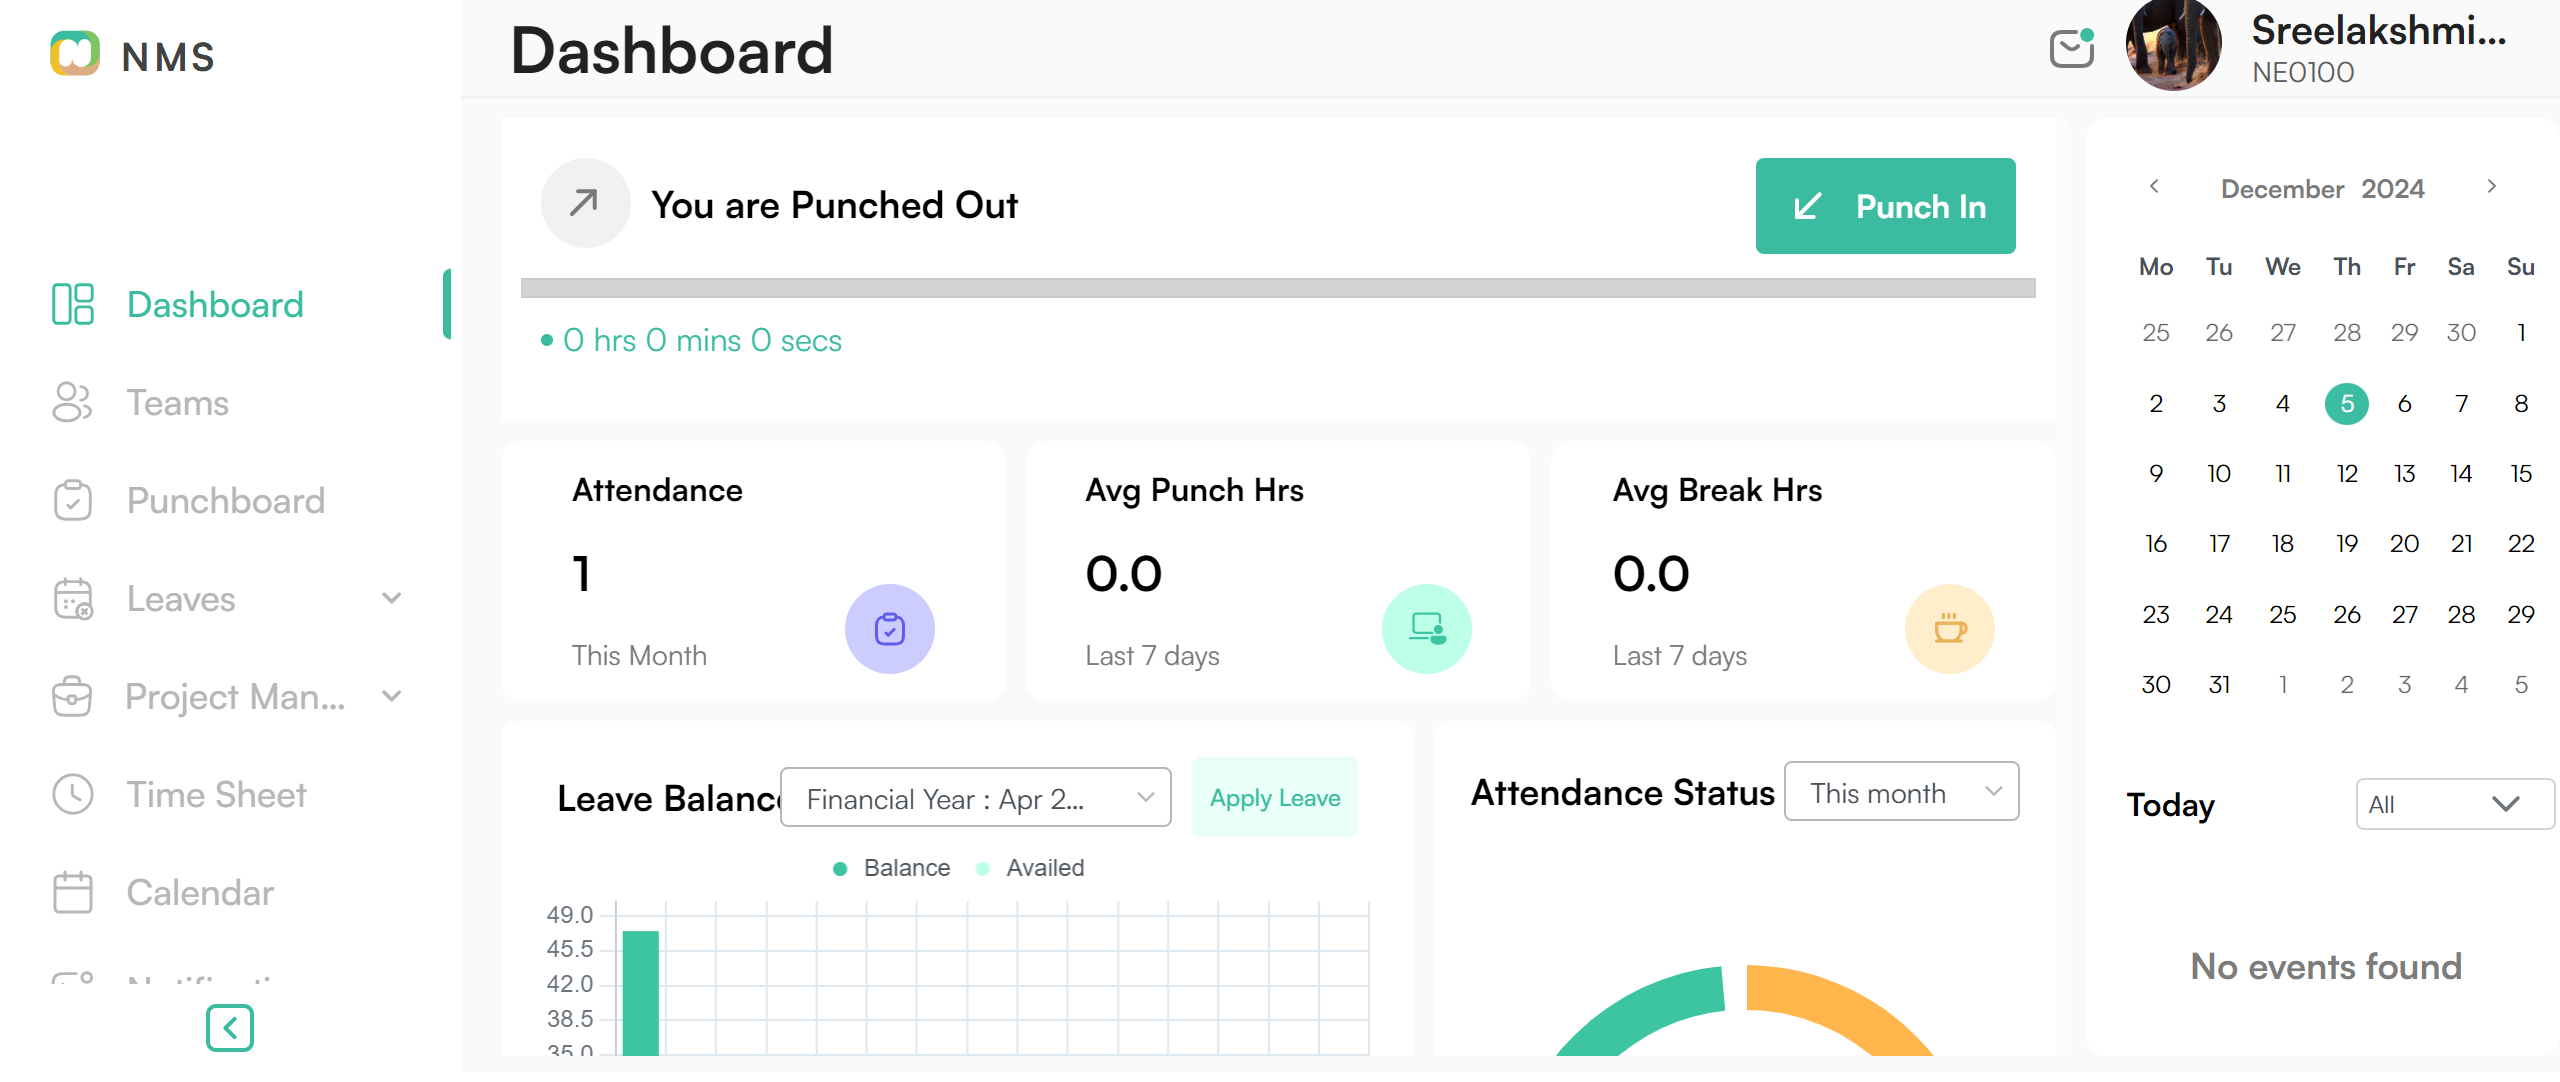 NMS
Dashboard
Teams
Punchboard
Leaves
Project Man...
Time Sheet
Calendar
Dashboard
Sreelakshmi...
NE0100
You are Punched Out
Punch In
0 hrs 0 mins 0 secs
Attendance
1
This Month
Avg Punch Hrs
0.0
Last 7 days
Avg Break Hrs
0.0
Last 7 days
Leave Balance
Financial Year : Apr 2...
Apply Leave
Balance Availed
49.0
45.5
42.0
38.5
35.0
Attendance Status
This month
December 2024
Mo Tu We Th Fr Sa Su
25 26 27 28 29 30 1
2 3 4 5 6 7 8
9 10 11 12 13 14 15
16 17 18 19 20 21 22
23 24 25 26 27 28 29
30 31 1 2 3 4 5
Today
All
No events found